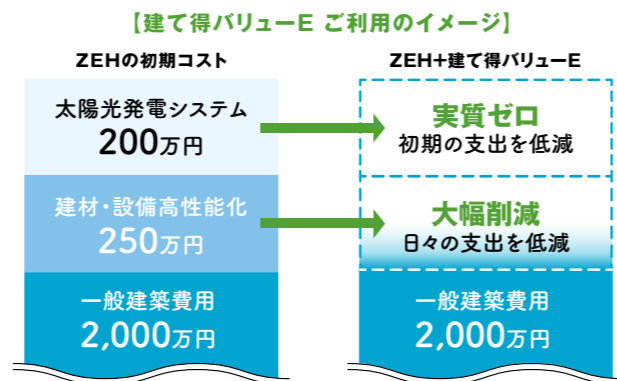 【建て得バリューE ご利用のイメージ】
ZEHの初期コスト
太陽光発電システム
200万円
建材・設備高性能化
250万円
一般建築費用
2,000万円
ZEH+建て得バリューE
実質ゼロ
初期の支出を低減
大幅削減
日々の支出を低減
一般建築費用
2,000万円